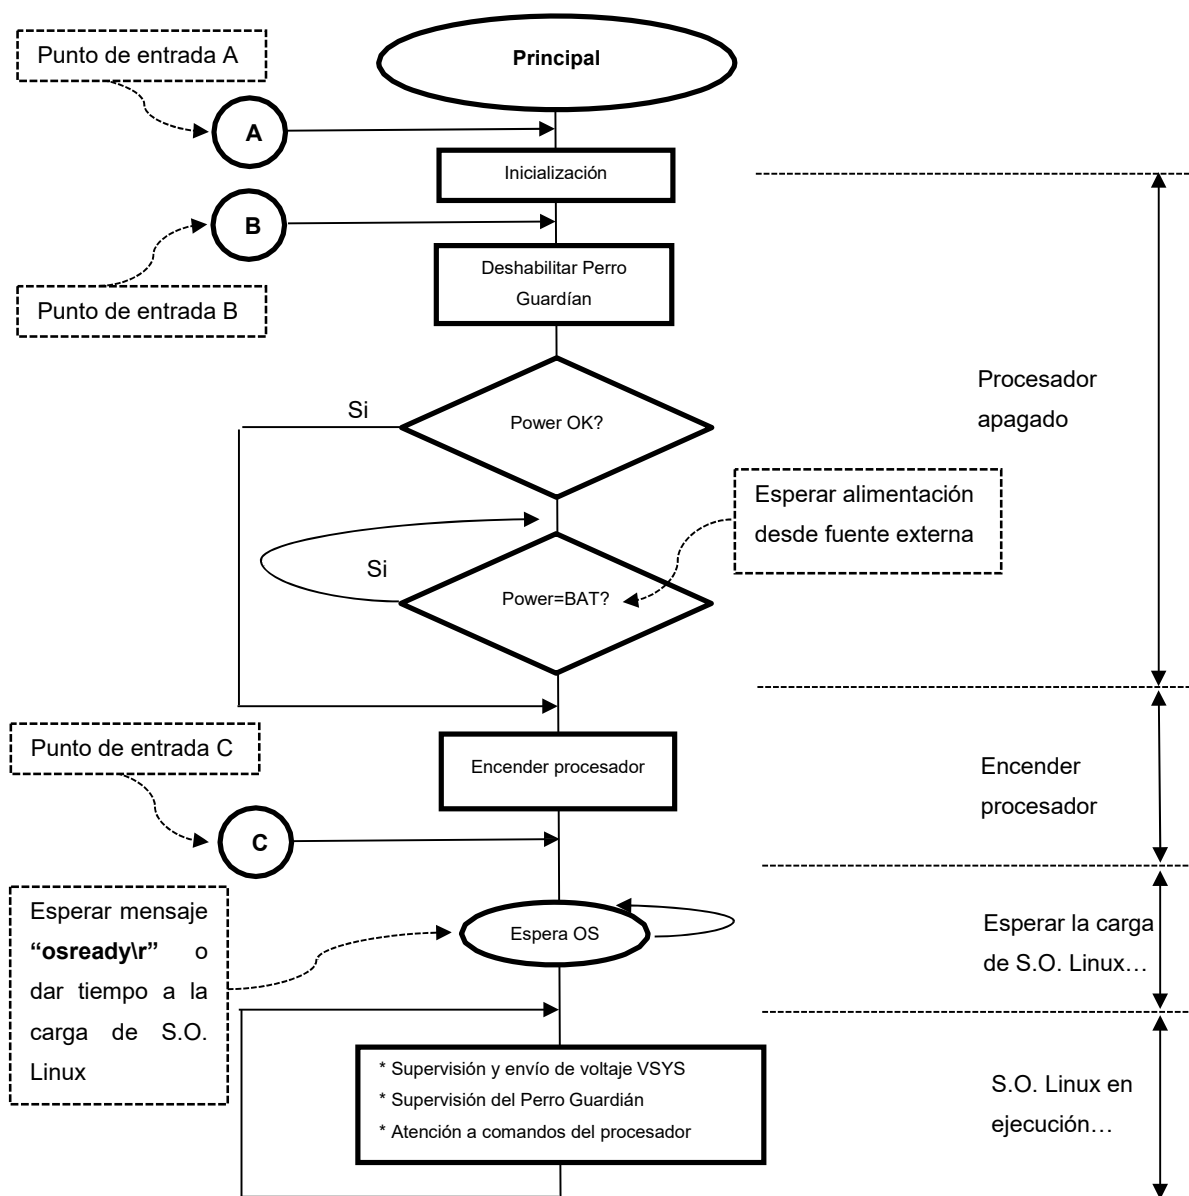 Punto de entrada A
Principal
A
Inicialización
B
Deshabilitar Perro
Guardían
Punto de entrada B
Procesador
apagado
Si
Power OK?
Esperar alimentación
desde fuente externa
Si
Power=BAT?
Punto de entrada C
Encender procesador
Encender
procesador
C
Esperar mensaje
“osready\r” o
dar tiempo a la
carga de S.O.
Linux
Espera OS
Esperar la carga
de S.O. Linux…
* Supervisión y envío de voltaje VSYS
* Supervisión del Perro Guardián
* Atención a comandos del procesador
S.O. Linux en
ejecución…